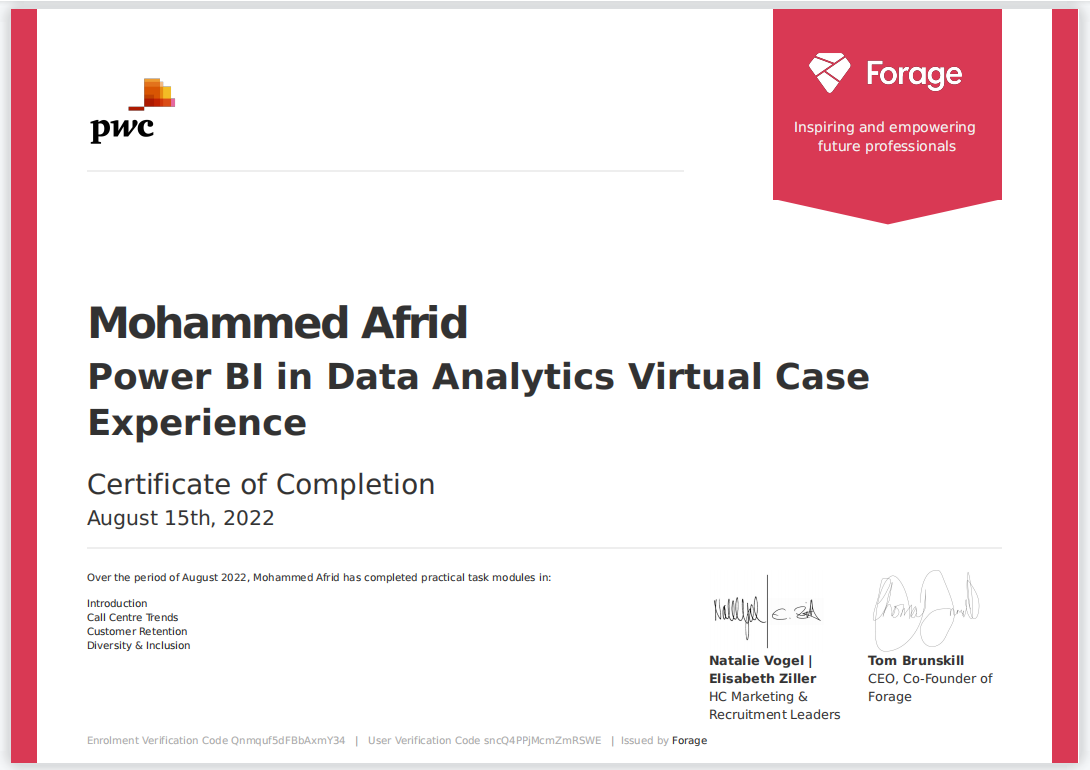 pwc
Forage
Inspiring and empowering
future professionals
Mohammed Afrid
Power BI in Data Analytics Virtual Case
Experience
Certificate of Completion
August 15th, 2022
Over the period of August 2022, Mohammed Afrid has completed practical task modules in:
Introduction
Call Centre Trends
Customer Retention
Diversity & Inclusion
Natalie Vogel |
Elisabeth Ziller
HC Marketing &
Recruitment Leaders
Tom Brunskill
CEO, Co-Founder of
Forage
Enrolment Verification Code Qnmquf5dFBbAxmY34 | User Verification Code sncQ4PPJMcmZmRSWE | Issued by Forage